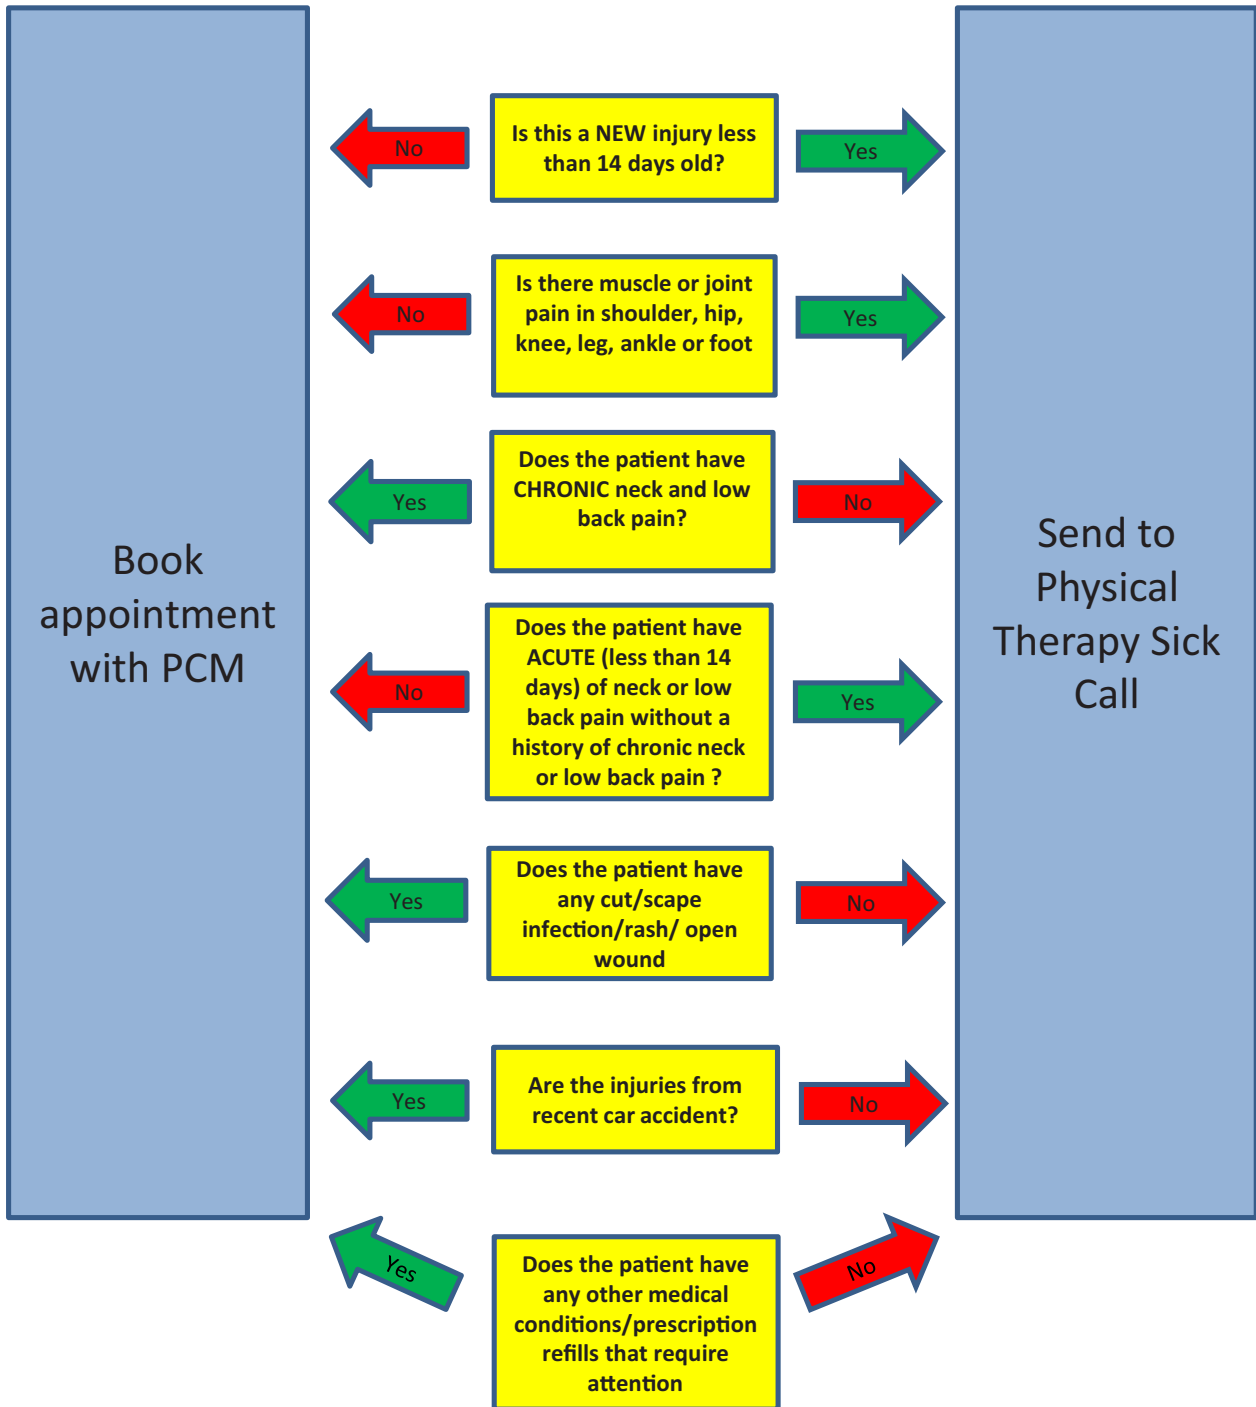 Book
appointment
with PCM
No
Is this a NEW injury less
than 14 days old?
Yes
No
Is there muscle or joint
pain in shoulder, hip,
knee, leg, ankle or foot
Yes
Yes
Does the patient have
CHRONIC neck and low
back pain?
No
No
Does the patient have
ACUTE (less than 14
days) of neck or low
back pain without a
history of chronic neck
or low back pain ?
Yes
Yes
Does the patient have
any cut/scape
infection/rash/ open
wound
No
Yes
Are the injuries from
recent car accident?
No
Yes
Does the patient have
any other medical
conditions/prescription
refills that require
attention
No
Send to
Physical
Therapy Sick
Call